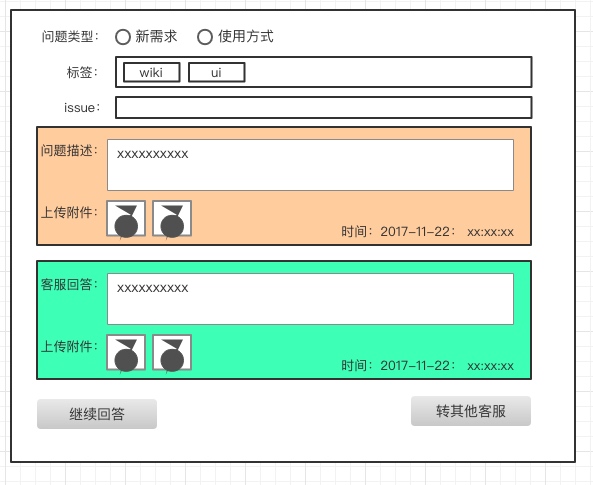 问题类型： 新需求 使用方式
标签： wiki ui
issue：
问题描述： xxxxxxxxxx
上传附件：
时间：2017-11-22： xx:xx:xx
客服回答： xxxxxxxxxx
上传附件：
时间：2017-11-22： xx:xx:xx
继续回答 转其他客服